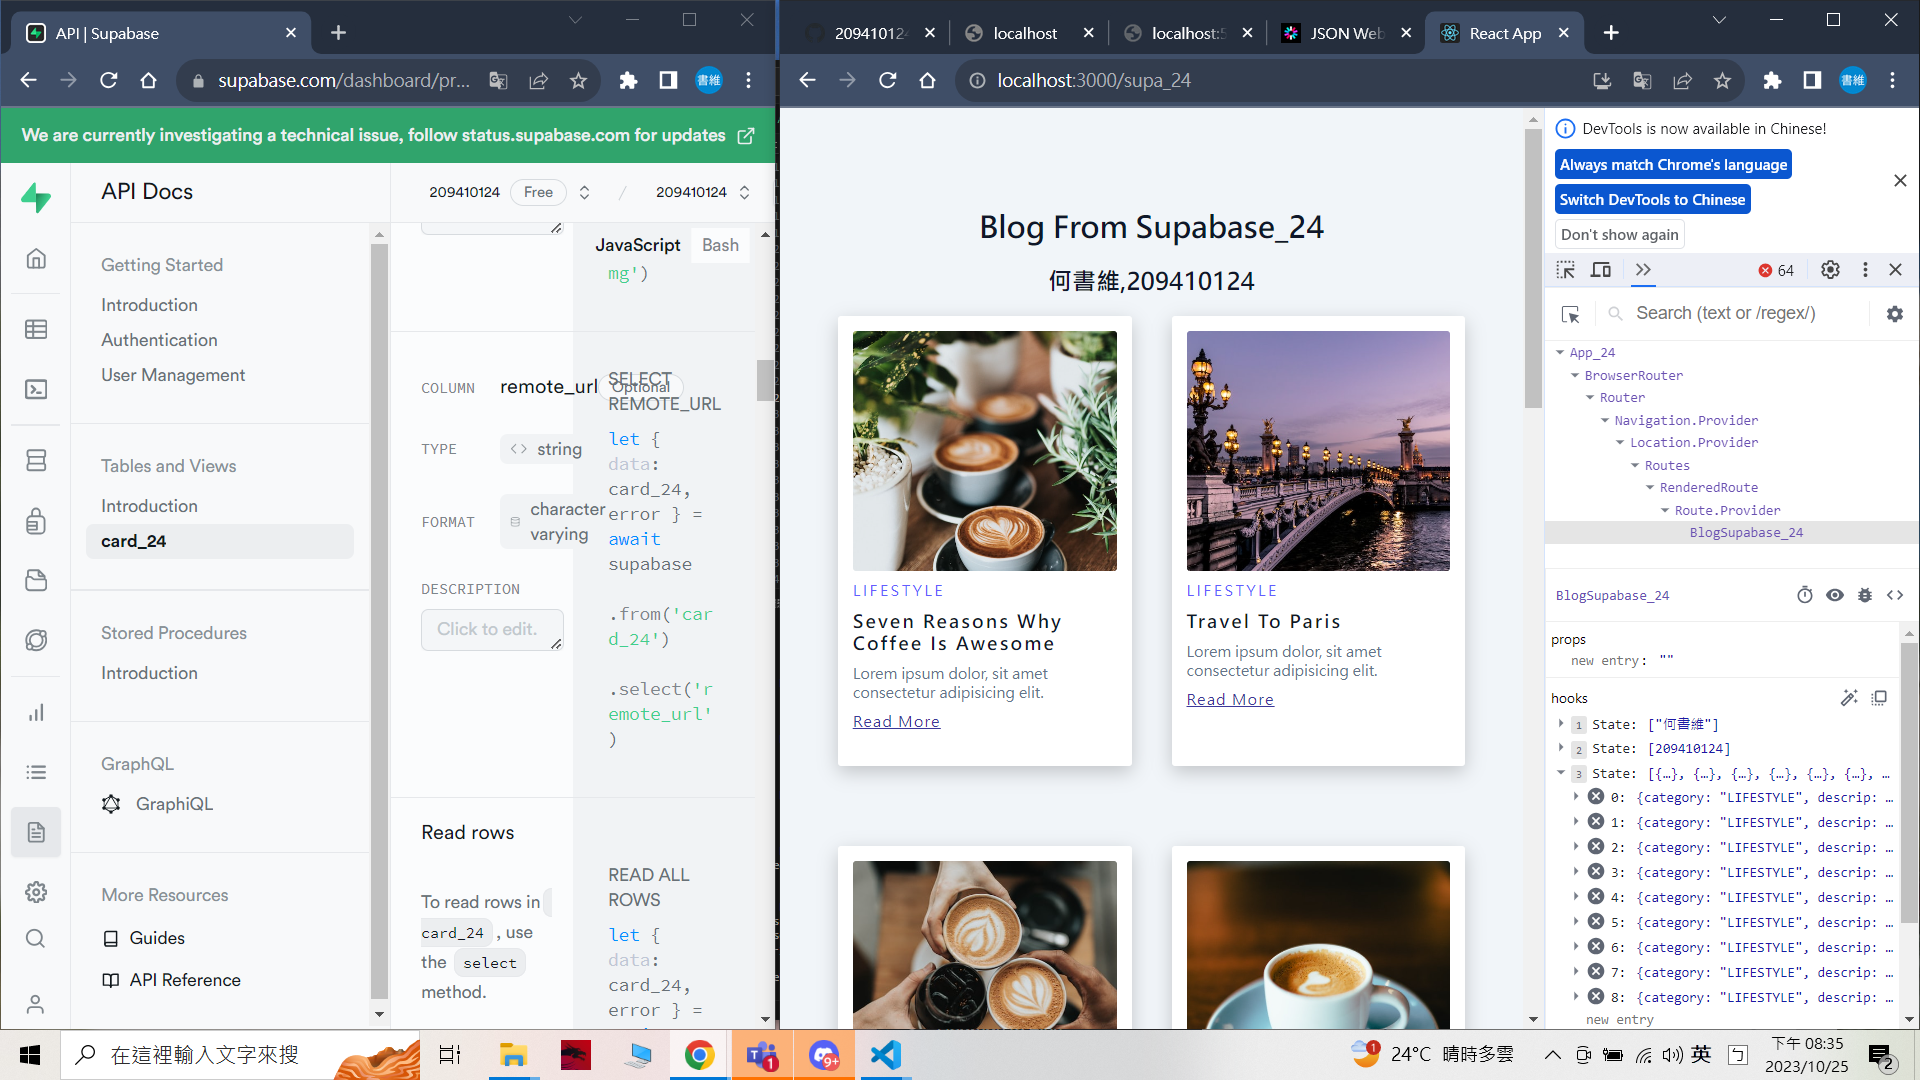 API | Supabase
supabase.com/dashboard/pr...
書維
We are currently investigating a technical issue, follow status.supabase.com for updates
API Docs
209410124 Free / 209410124
Getting Started
Introduction
Authentication
User Management
Tables and Views
Introduction
card_24
Stored Procedures
Introduction
GraphQL
GraphiQL
More Resources
Guides
API Reference
JavaScript Bash
mg')
COLUMN remote_url Optional
TYPE string
FORMAT character varying
DESCRIPTION
Click to edit.
SELECT
REMOTE_URL
let {
data:
card_24,
error } =
await
supabase
.from('car
d_24')
.select('r
emote_url'
)
Read rows
To read rows in
card_24 , use
the select
method.
READ ALL
ROWS
let {
data:
card_24,
error } =
20941012
localhost
localhost:5
JSON Web
React App
localhost:3000/supa_24
書維
Blog From Supabase_24
何書維,209410124
LIFESTYLE
Seven Reasons Why
Coffee Is Awesome
Lorem ipsum dolor, sit amet
consectetur adipisicing elit.
Read More
LIFESTYLE
Travel To Paris
Lorem ipsum dolor, sit amet
consectetur adipisicing elit.
Read More
DevTools is now available in Chinese!
Always match Chrome's language
Switch DevTools to Chinese
Don't show again
64
Search (text or /regex/)
App_24
BrowserRouter
Router
Navigation.Provider
Location.Provider
Routes
RenderedRoute
Route.Provider
BlogSupabase_24
BlogSupabase_24
props
new entry: ""
hooks
1 State: ["何書維"]
2 State: [209410124]
3 State: [{…}, {…}, {…}, {…}, {…}, {…}, …
0: {category: "LIFESTYLE", descrip: …
1: {category: "LIFESTYLE", descrip: …
2: {category: "LIFESTYLE", descrip: …
3: {category: "LIFESTYLE", descrip: …
4: {category: "LIFESTYLE", descrip: …
5: {category: "LIFESTYLE", descrip: …
6: {category: "LIFESTYLE", descrip: …
7: {category: "LIFESTYLE", descrip: …
8: {category: "LIFESTYLE", descrip: …
new entry
在這裡輸入文字來搜
1
9+
1
24°C 晴時多雲
英
ㄅ
下午 08:35
2023/10/25
2